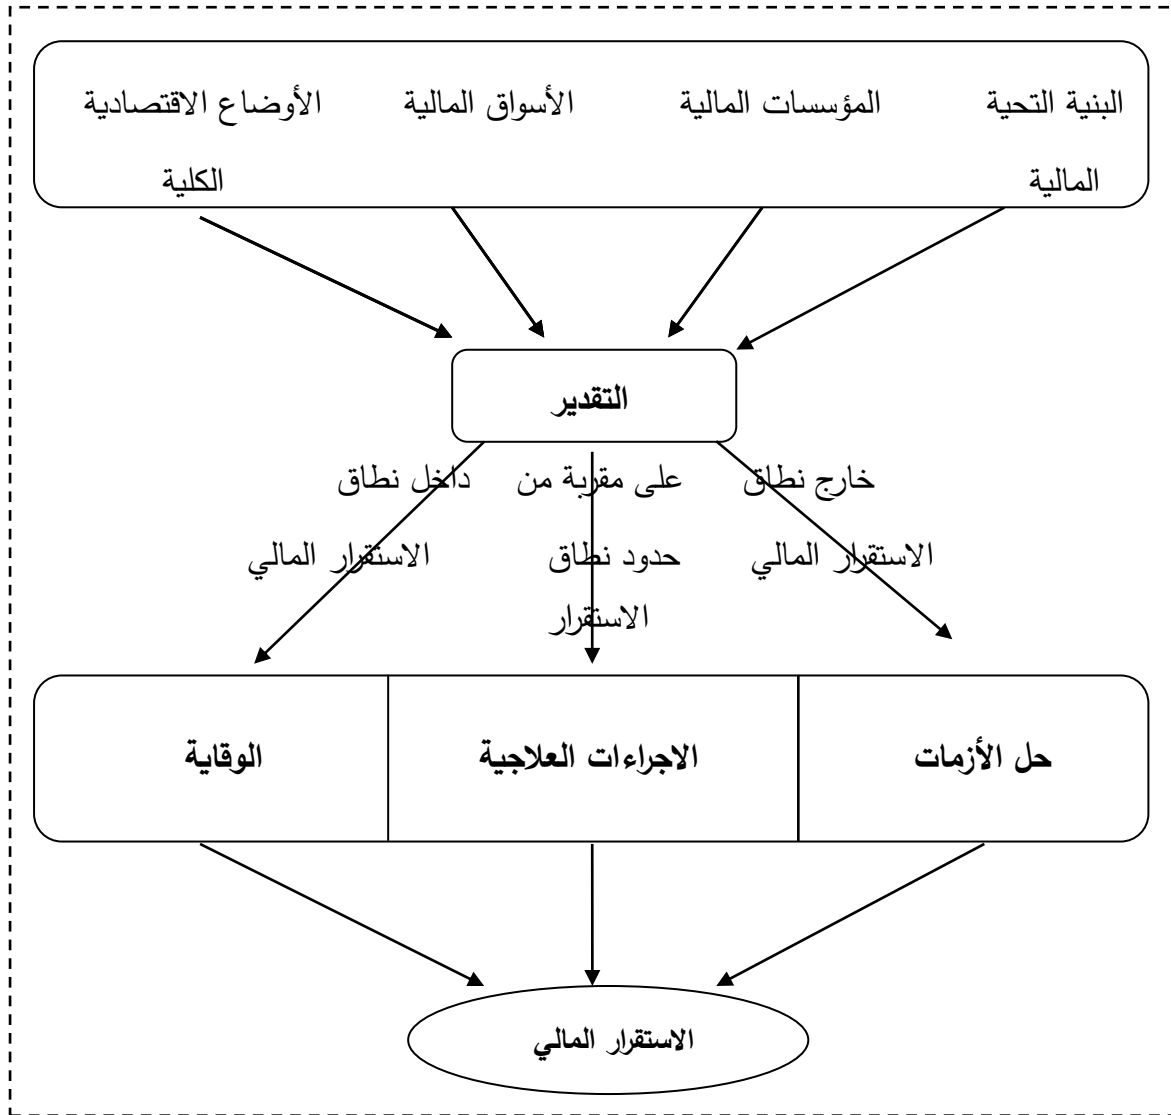 البنية التحية المؤسسات المالية الأسواق المالية الأوضاع الاقتصادية
المالية الكلية
التقدير
خارج نطاق على مقربة من داخل نطاق
الاستقرار المالي حدود نطاق الاستقرار المالي
الاستقرار
حل الأزمات الاجراءات العلاجية الوقاية
الاستقرار المالي